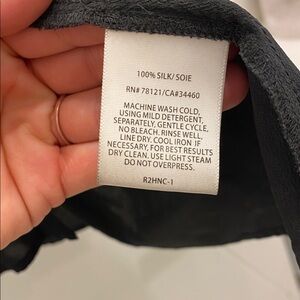 100% SILK/ SOIE
RN# 78121/CA#34460
MACHINE WASH COLD,
USING MILD DETERGENT,
SEPARATELY, GENTLE CYCLE,
NO BLEACH. RINSE WELL,
LINE DRY. COOL IRON IF
NECESSARY, FOR BEST RESULTS
DRY CLEAN. USE LIGHT STEAM
DO NOT OVERPRESS.
R2HNC-1